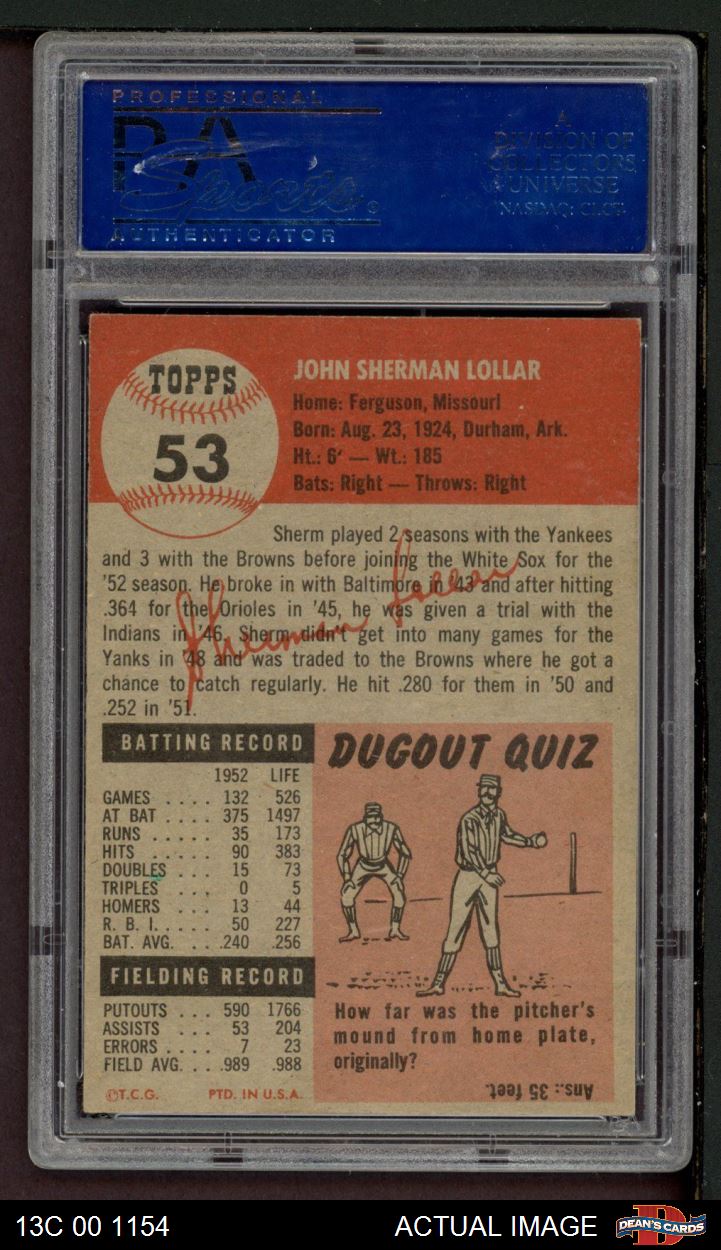 PROFESSIONAL
PSA
Sports
AUTHENTICATOR
A
DIVISION OF
COLLECTORS
UNIVERSE
NASDAQ: CLCT
TOPPS
53
JOHN SHERMAN LOLLAR
Home: Ferguson, Missouri
Born: Aug. 23, 1924, Durham, Ark.
Ht.: 6' — Wt.: 185
Bats: Right — Throws: Right
Sherm played 2 seasons with the Yankees
and 3 with the Browns before joining the White Sox for the
'52 season. He broke in with Baltimore in '43 and after hitting
.364 for the Orioles in '45, he was given a trial with the
Indians in '46. Sherm didn't get into many games for the
Yanks in '48 and was traded to the Browns where he got a
chance to catch regularly. He hit .280 for them in '50 and
.252 in '51.
Sherman Lollar
BATTING RECORD
1952 LIFE
GAMES .... 132 526
AT BAT .... 375 1497
RUNS ..... 35 173
HITS ..... 90 383
DOUBLES ... 15 73
TRIPLES ... 0 5
HOMERS ... 13 44
R. B. I. .... 50 227
BAT. AVG. ... .240 .256
FIELDING RECORD
PUTOUTS ... 590 1766
ASSISTS ... 53 204
ERRORS .... 7 23
FIELD AVG. ... .989 .988
©T.C.G. PTD. IN U.S.A.
DUGOUT QUIZ
How far was the pitcher's
mound from home plate,
originally?
Ans.: 35 feet.
13C 00 1154 ACTUAL IMAGE
D
DEAN'S CARDS